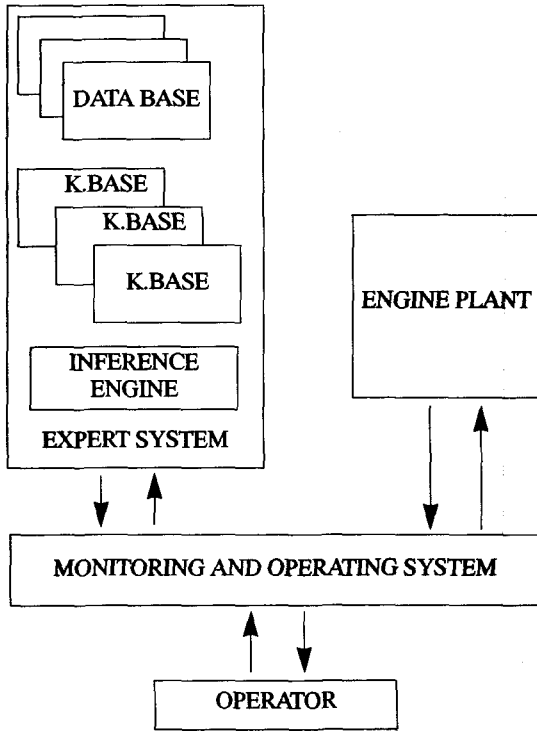 DATA BASE
K.BASE
K.BASE
K.BASE
INFERENCE
ENGINE
EXPERT SYSTEM
ENGINE PLANT
MONITORING AND OPERATING SYSTEM
OPERATOR